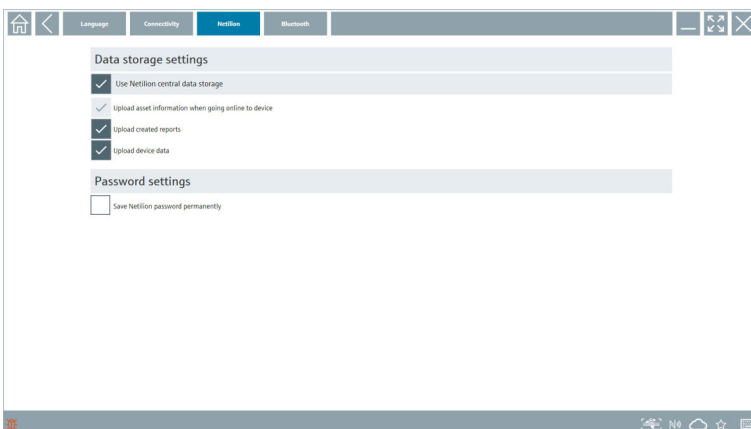 Language Connectivity Netilion Bluetooth
Data storage settings
Use Netilion central data storage
Upload asset information when going online to device
Upload created reports
Upload device data
Password settings
Save Netilion password permanently